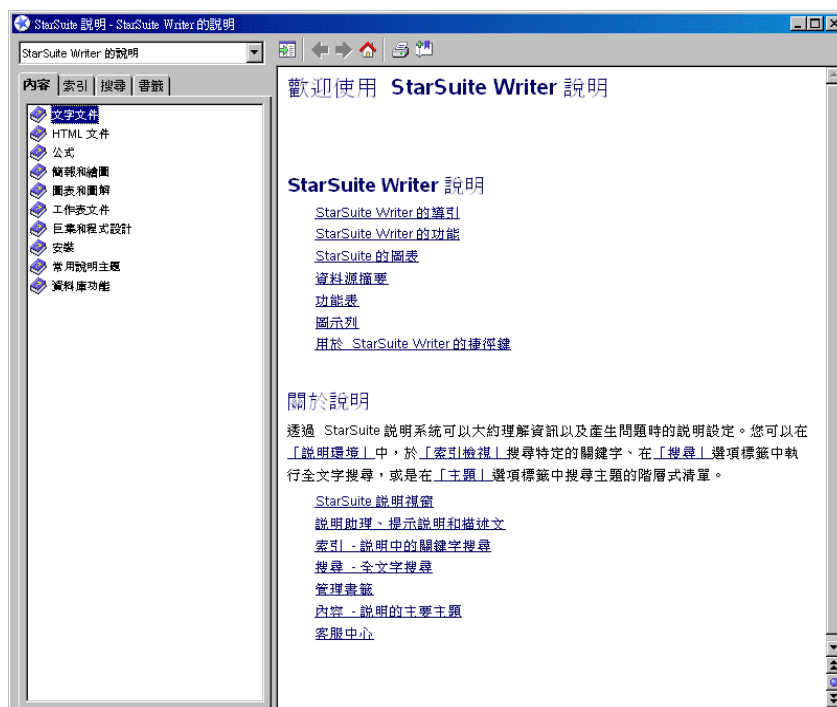 StarSuite 說明 - StarSuite Writer 的說明
StarSuite Writer 的說明
內容 索引 搜尋 書籤
文字文件
HTML 文件
公式
簡報和繪圖
圖表和圖解
工作表文件
巨集和程式設計
安裝
常用說明主題
資料庫功能
歡迎使用 StarSuite Writer 說明
StarSuite Writer 說明
StarSuite Writer 的導引
StarSuite Writer 的功能
StarSuite 的圖表
資料源摘要
功能表
圖示列
用於 StarSuite Writer 的捷徑鍵
關於說明
透過 StarSuite 說明系統可以大約理解資訊以及產生問題時的說明設定。您可以在
「說明環境」中，於「索引檢視」搜尋特定的關鍵字、在「搜尋」選項標籤中執
行全文字搜尋，或是在「主題」選項標籤中搜尋主題的階層式清單。
StarSuite 說明視窗
說明助理、提示說明和描述文
索引 - 說明中的關鍵字搜尋
搜尋 - 全文字搜尋
管理書籤
內容 - 說明的主要主題
客服中心